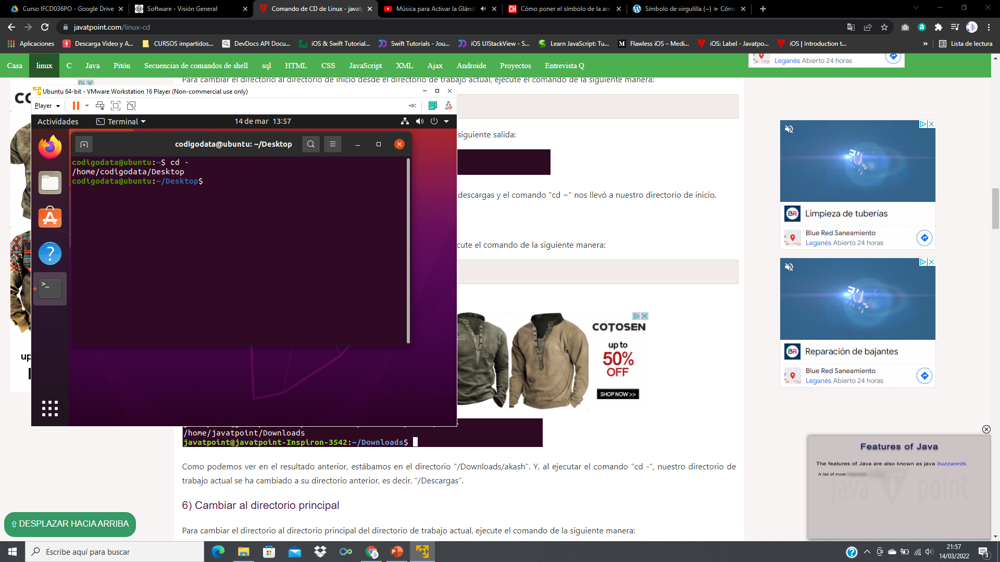 Curso IFCD036PO - Google Drive
Software - Visión General
Comando de CD de Linux - javatp
Música para Activar la Glánd
Cómo poner el símbolo de la arro
Símbolo de virgulilla (~) ≫ Cómo
javatpoint.com/linux-cd
Aplicaciones
Descarga Video y A...
CURSOS impartidos...
DevDocs API Docu...
iOS & Swift Tutorial...
Swift Tutorials - Jou...
iOS UIStackView - S...
Learn JavaScript: Tu...
Flawless iOS – Medi...
iOS: Label - Javatpo...
iOS | Introduction t...
»
Lista de lectura
Casa linux C Java Pitón Secuencias de comandos de shell sql HTML CSS JavaScript XML Ajax Androide Proyectos Entrevista Q
Leganés Abierto 24 horas
Para cambiar el directorio al directorio de inicio desde el directorio de trabajo actual, ejecute el comando de la siguiente manera:
Ubuntu 64-bit - VMware Workstation 16 Player (Non-commercial use only)
Player
Actividades
Terminal
14 de mar 13:57
codigodata@ubuntu: ~/Desktop
codigodata@ubuntu:~$ cd -
/home/codigodata/Desktop
codigodata@ubuntu:~/Desktop$
siguiente salida:
descargas y el comando "cd ~" nos llevó a nuestro directorio de inicio.
cute el comando de la siguiente manera:
COTOSEN
up to
50%
OFF
SHOP NOW >>
/home/javatpoint/Downloads
javatpoint@javatpoint-Inspiron-3542:~/Downloads$
Como podemos ver en el resultado anterior, estábamos en el directorio "/Downloads/akash". Y, al ejecutar el comando "cd -", nuestro directorio de
trabajo actual se ha cambiado a su directorio anterior, es decir, "/Descargas".
6) Cambiar al directorio principal
Para cambiar el directorio al directorio principal del directorio de trabajo actual, ejecute el comando de la siguiente manera:
Limpieza de tuberías
BR
Blue Red Saneamiento
Leganés Abierto 24 horas
Reparación de bajantes
BR
Blue Red Saneamiento
Leganés Abierto 24 horas
Features of Java
The features of Java are also known as java buzzwords.
A list of most
java point
⇧ DESPLAZAR HACIA ARRIBA
Escribe aquí para buscar
21:57
14/03/2022
3